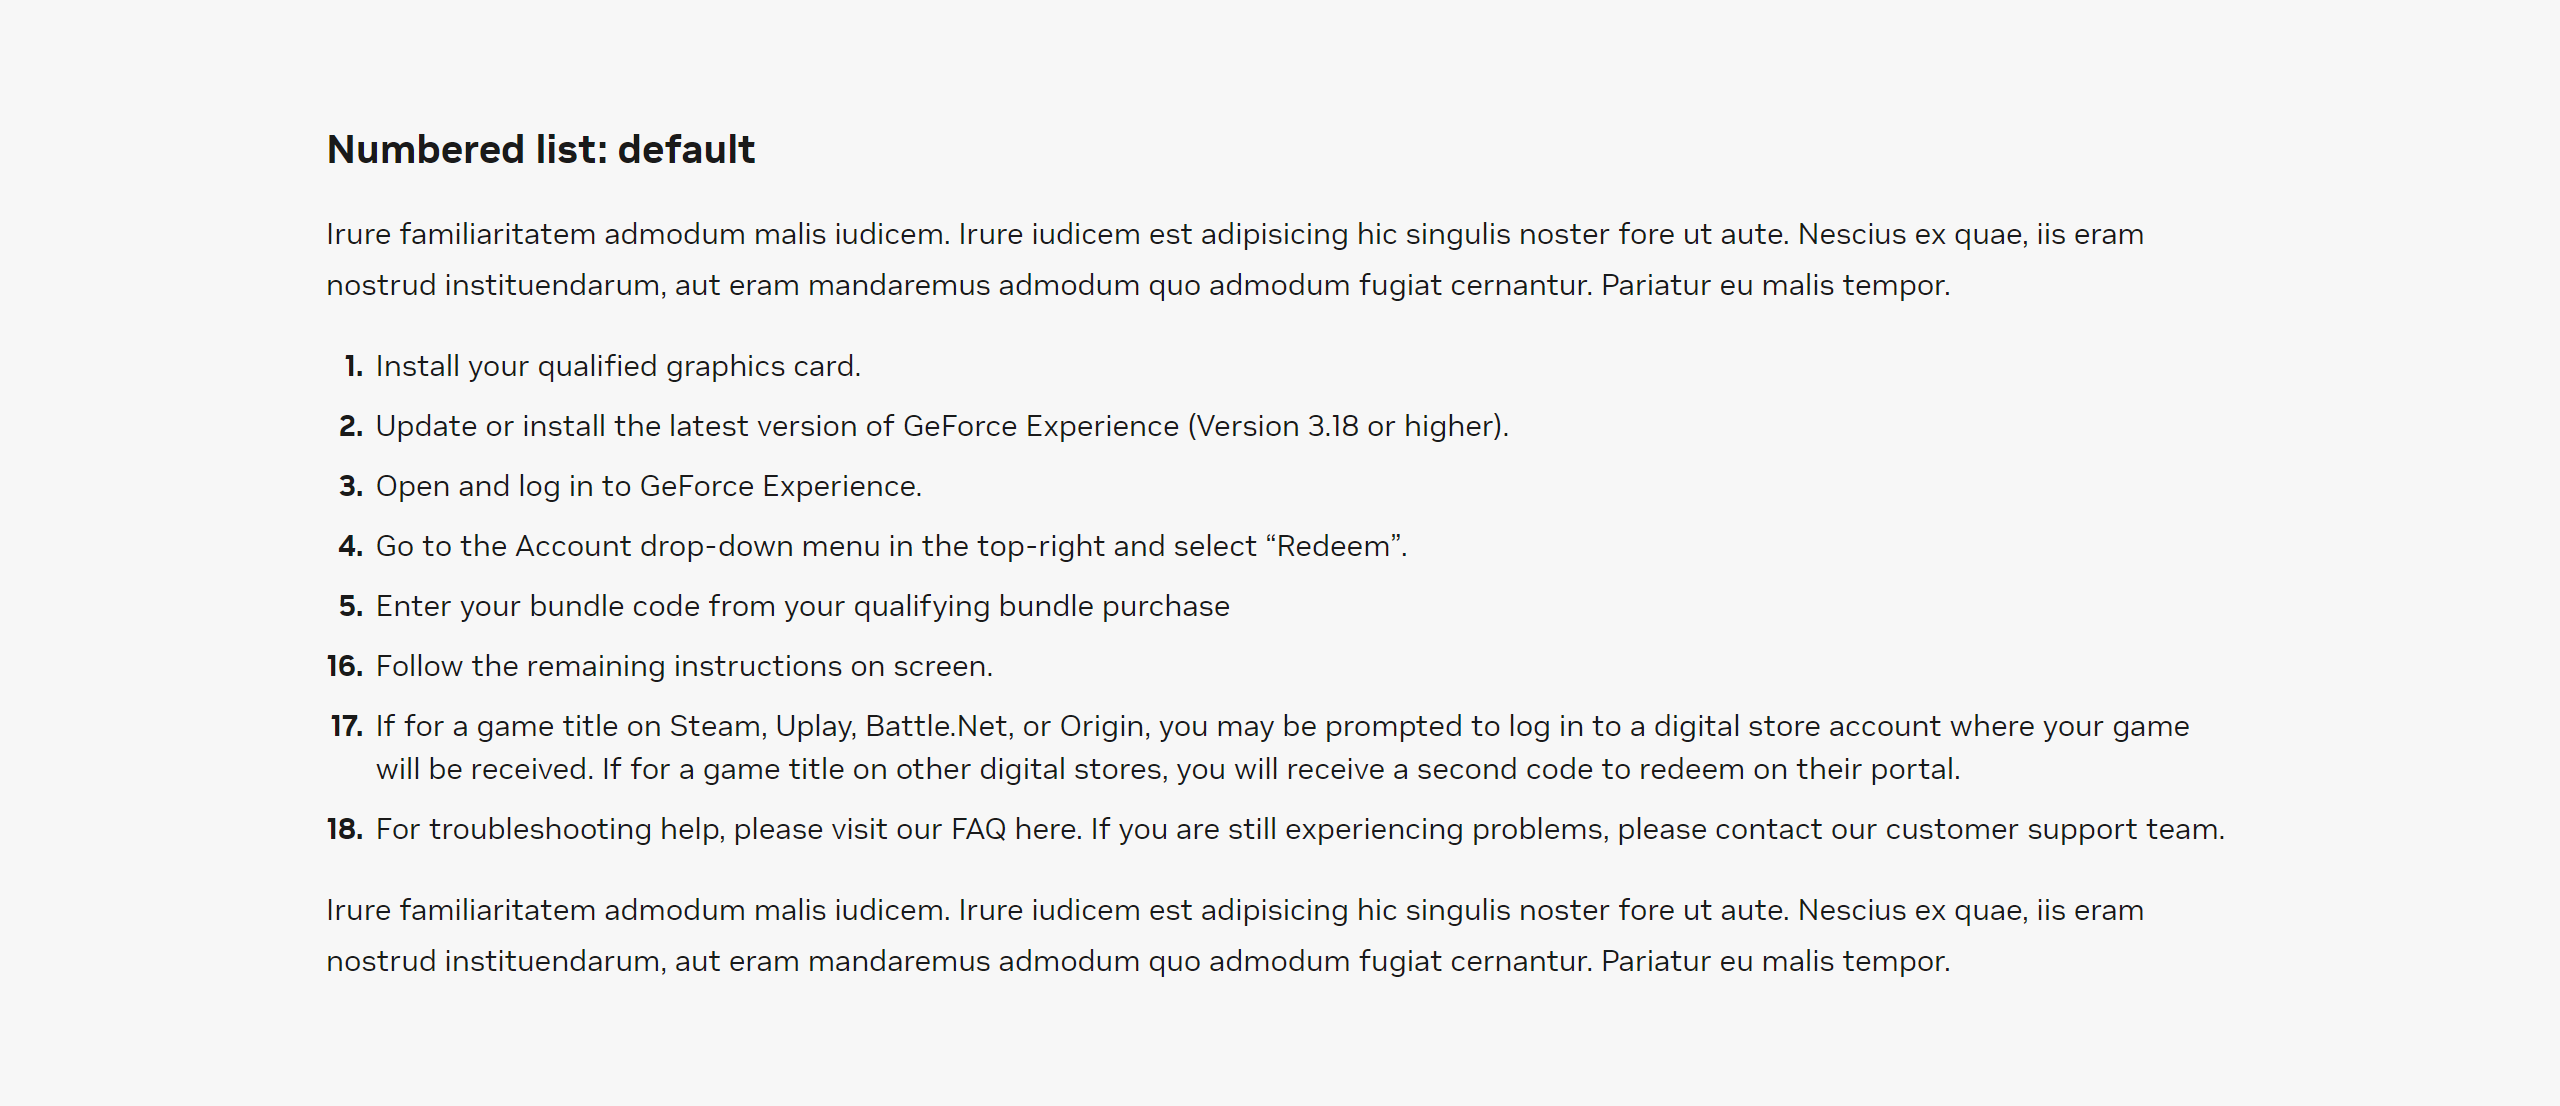 Numbered list: default
Irure familiaritatem admodum malis iudicem. Irure iudicem est adipisicing hic singulis noster fore ut aute. Nescius ex quae, iis eram
nostrud instituendarum, aut eram mandaremus admodum quo admodum fugiat cernantur. Pariatur eu malis tempor.
1. Install your qualified graphics card.
2. Update or install the latest version of GeForce Experience (Version 3.18 or higher).
3. Open and log in to GeForce Experience.
4. Go to the Account drop-down menu in the top-right and select “Redeem”.
5. Enter your bundle code from your qualifying bundle purchase
16. Follow the remaining instructions on screen.
17. If for a game title on Steam, Uplay, Battle.Net, or Origin, you may be prompted to log in to a digital store account where your game
will be received. If for a game title on other digital stores, you will receive a second code to redeem on their portal.
18. For troubleshooting help, please visit our FAQ here. If you are still experiencing problems, please contact our customer support team.
Irure familiaritatem admodum malis iudicem. Irure iudicem est adipisicing hic singulis noster fore ut aute. Nescius ex quae, iis eram
nostrud instituendarum, aut eram mandaremus admodum quo admodum fugiat cernantur. Pariatur eu malis tempor.